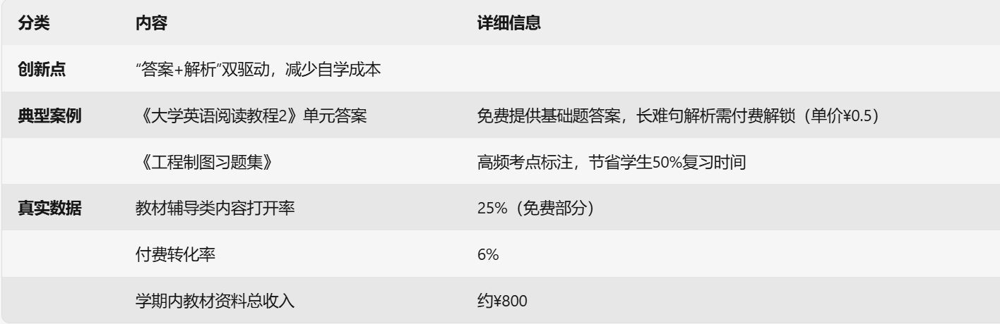 分类 内容 详细信息
创新点 “答案+解析”双驱动，减少自学成本
典型案例 《大学英语阅读教程2》单元答案 免费提供基础题答案，长难句解析需付费解锁（单价¥0.5）
《工程制图习题集》 高频考点标注，节省学生50%复习时间
真实数据 教材辅导类内容打开率 25%（免费部分）
付费转化率 6%
学期内教材资料总收入 约¥800